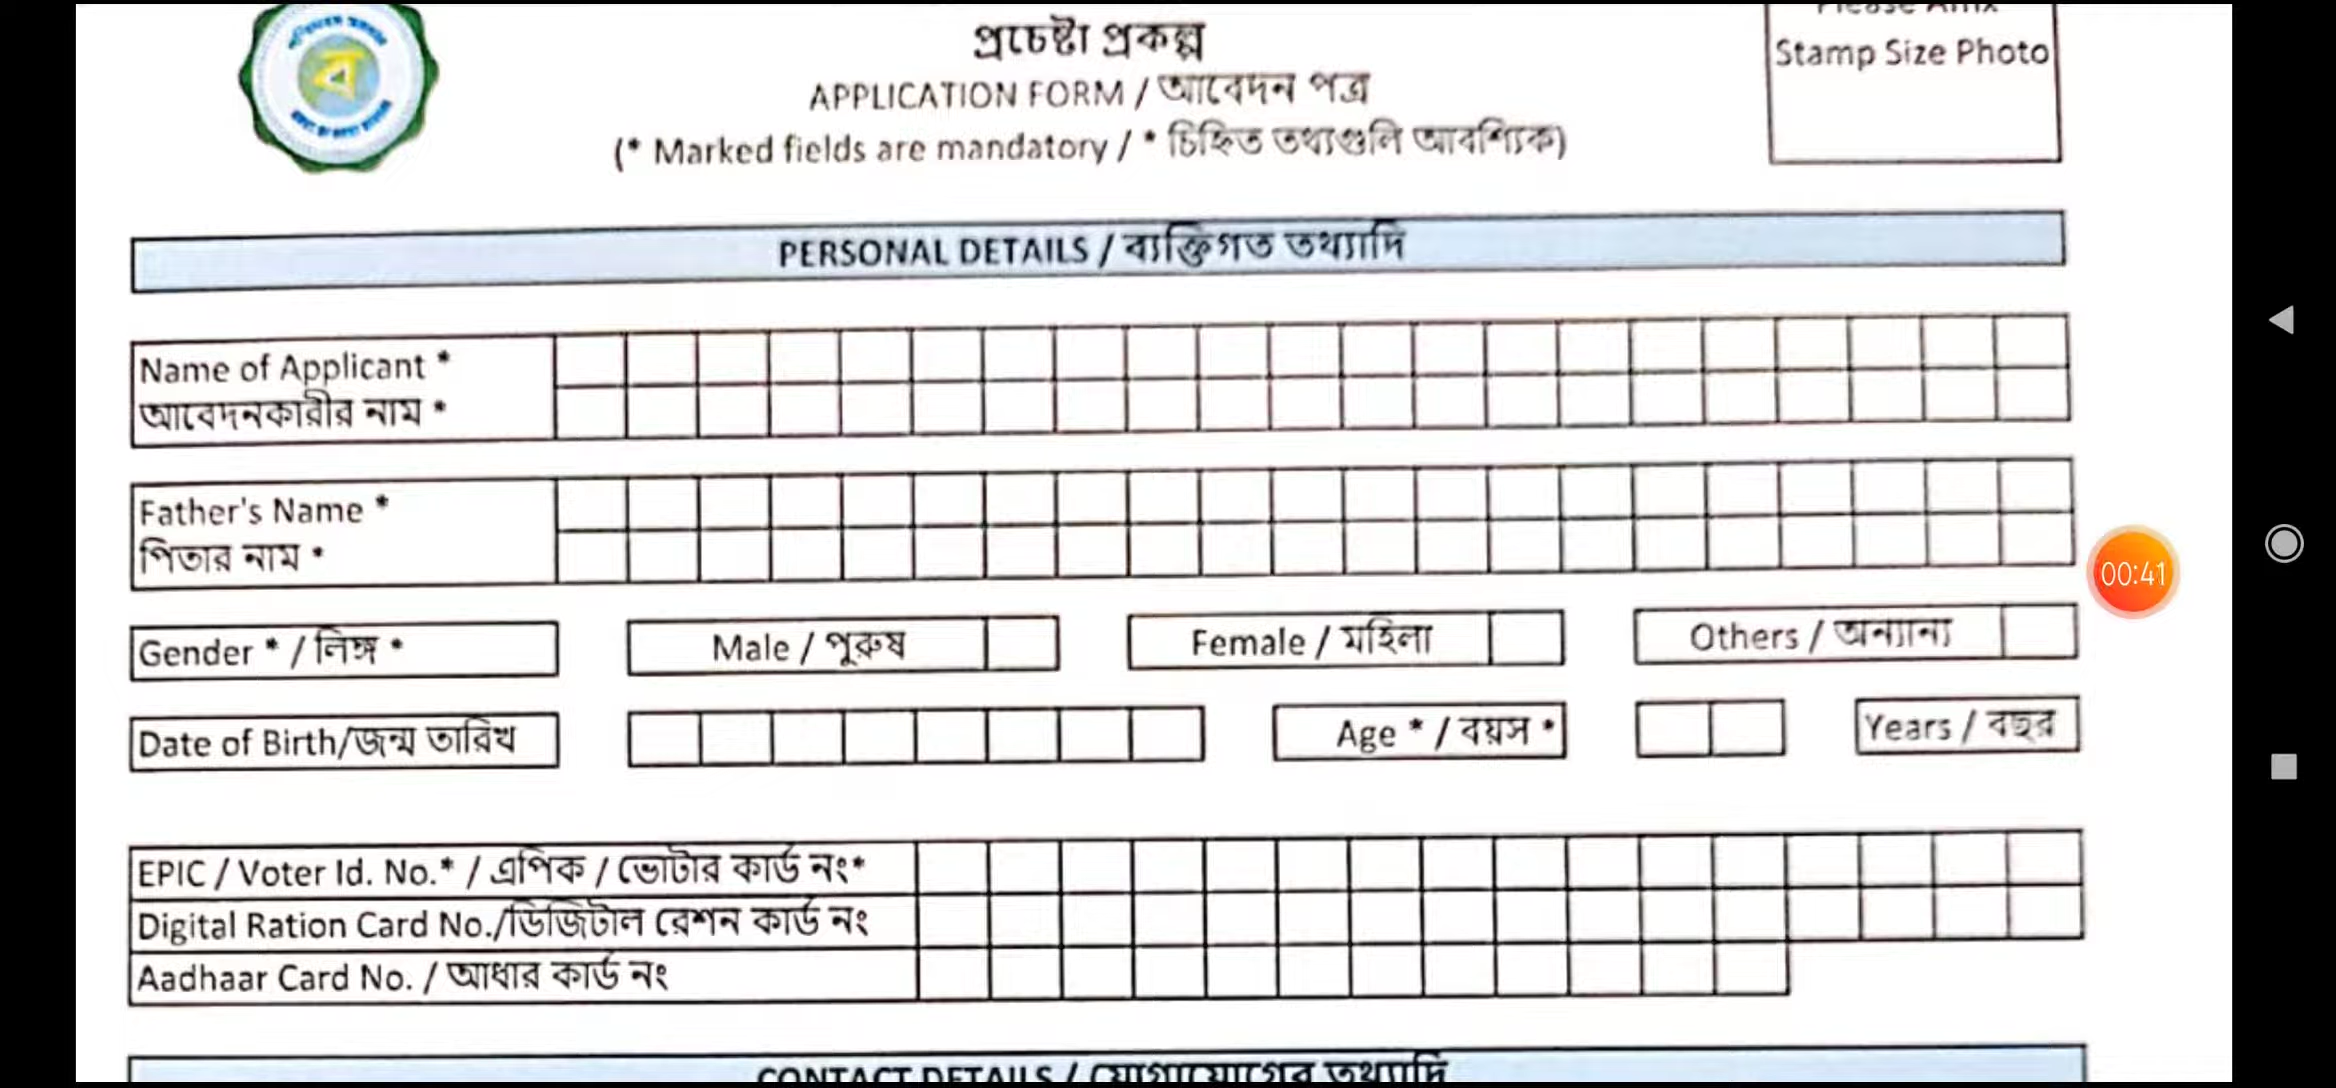 প্রচেষ্টা প্রকল্প
APPLICATION FORM / আবেদন পত্র
(* Marked fields are mandatory / * চিহ্নিত তথ্যগুলি আবশ্যিক)
Please Affix
Stamp Size Photo
PERSONAL DETAILS / ব্যক্তিগত তথ্যাদি
Name of Applicant *
আবেদনকারীর নাম *
Father's Name *
পিতার নাম *
Gender * / লিঙ্গ * Male / পুরুষ Female / মহিলা Others / অন্যান্য
Date of Birth/জন্ম তারিখ Age * / বয়স * Years / বছর
00:41
EPIC / Voter Id. No.* / এপিক / ভোটার কার্ড নং*
Digital Ration Card No./ডিজিটাল রেশন কার্ড নং
Aadhaar Card No. / আধার কার্ড নং
CONTACT DETAILS / যোগাযোগের তথ্যাদি